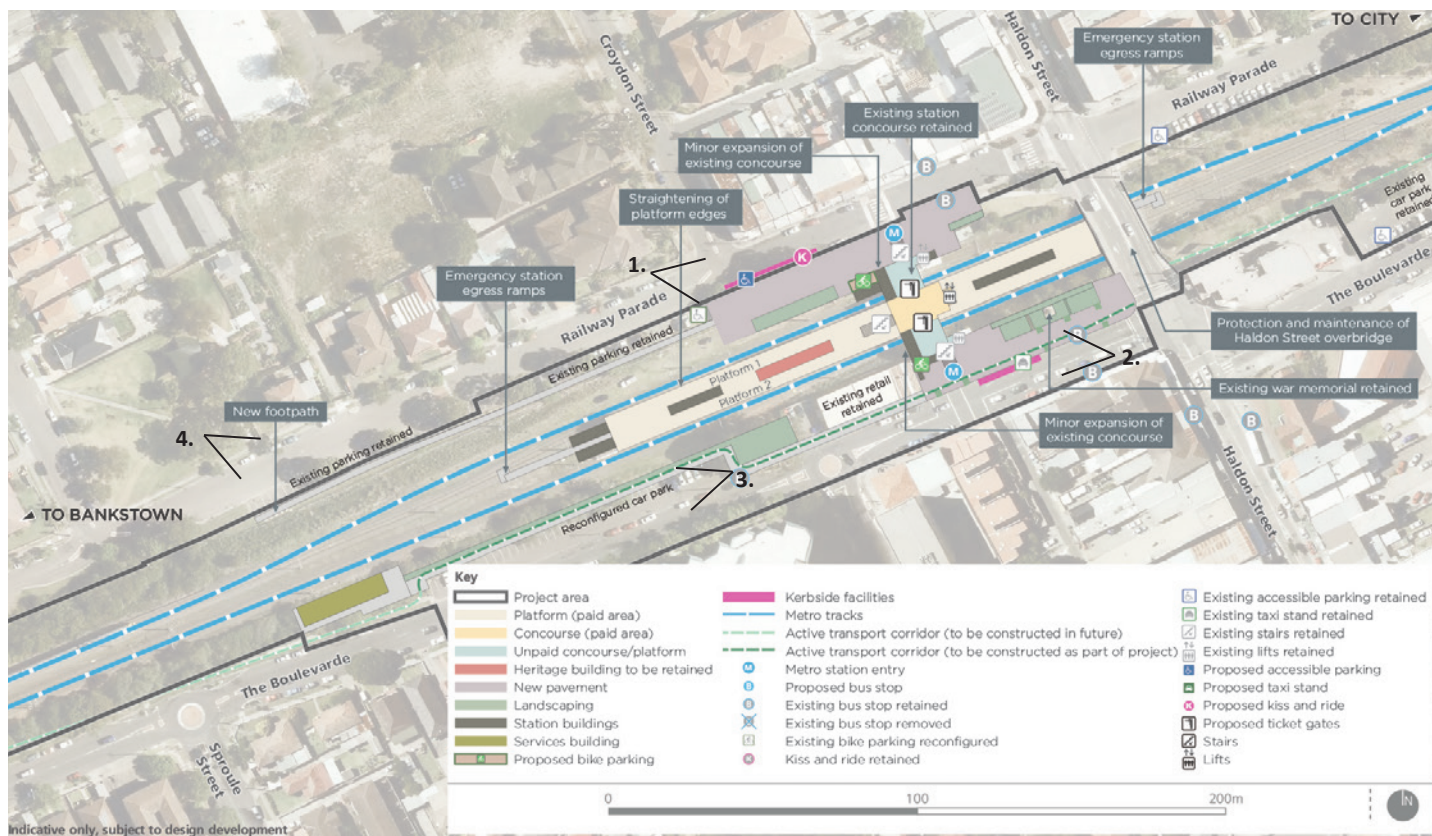 TO CITY
Croydon Street
Haldon Street
Emergency station
egress ramps
Railway Parade
Existing station
concourse retained
Minor expansion of
existing concourse
B
B
Straightening of
platform edges
Existing
car park
retained
M
K
1.
Emergency station
egress ramps
The Boulevarde
Railway Parade
Existing parking retained
Protection and maintenance of
Haldon Street overbridge
Platform 1
Platform 2
2.
B
B
M
Existing war memorial retained
New footpath
Existing retail
retained
4.
Existing parking retained
Minor expansion of
existing concourse
B
B
3.
Haldon Street
TO BANKSTOWN
Reconfigured car park
The Boulevarde
Sproule
Street
Key
Project area
Platform (paid area)
Concourse (paid area)
Unpaid concourse/platform
Heritage building to be retained
New pavement
Landscaping
Station buildings
Services building
Proposed bike parking
Kerbside facilities
Metro tracks
Active transport corridor (to be constructed in future)
Active transport corridor (to be constructed as part of project)
M Metro station entry
B Proposed bus stop
B Existing bus stop retained
B Existing bus stop removed
Existing bike parking reconfigured
K Kiss and ride retained
Existing accessible parking retained
Existing taxi stand retained
Existing stairs retained
Existing lifts retained
Proposed accessible parking
Proposed taxi stand
K Proposed kiss and ride
Proposed ticket gates
Stairs
Lifts
0 100 200m
N
Indicative only, subject to design development